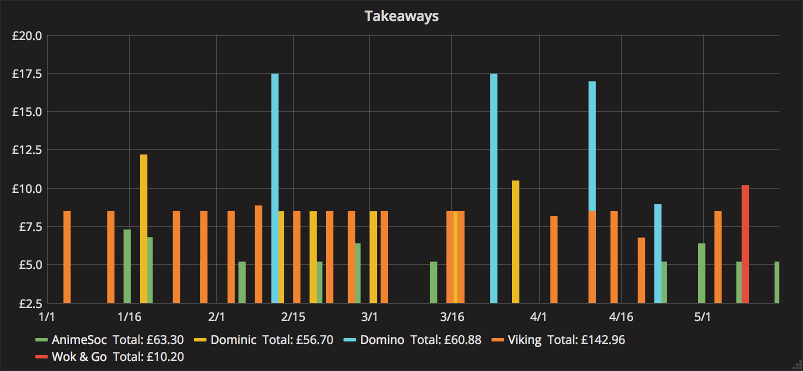 Takeaways
£20.0
£17.5
£15.0
£12.5
£10.0
£7.5
£5.0
£2.5
1/1 1/16 2/1 2/15 3/1 3/16 4/1 4/16 5/1
AnimeSoc Total: £63.30 Dominic Total: £56.70 Domino Total: £60.88 Viking Total: £142.96
Wok & Go Total: £10.20